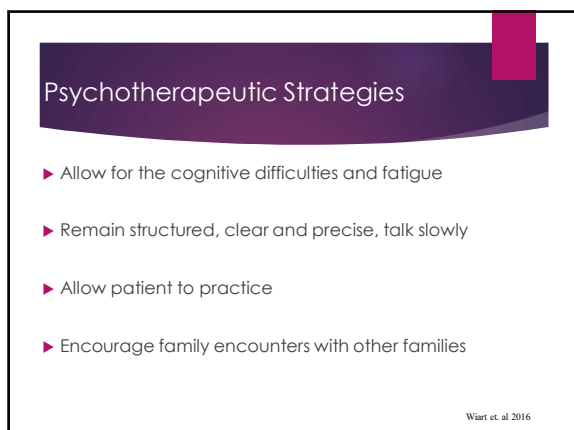 Psychotherapeutic Strategies
Allow for the cognitive difficulties and fatigue
Remain structured, clear and precise, talk slowly
Allow patient to practice
Encourage family encounters with other families
Wiart et. al 2016